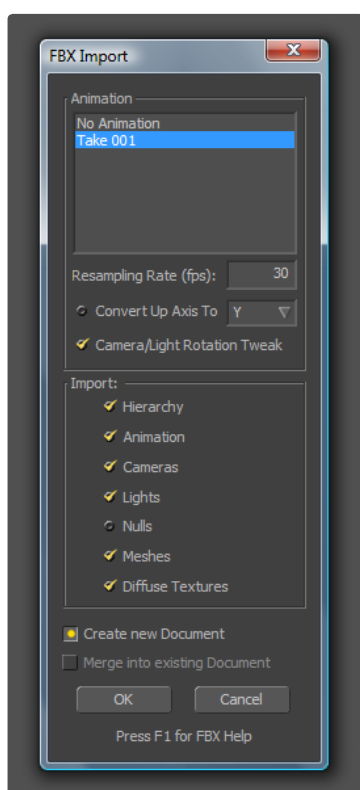 FBX Import
Animation
No Animation
Take 001
Resampling Rate (fps): 30
Convert Up Axis To Y
Camera/Light Rotation Tweak
Import:
Hierarchy
Animation
Cameras
Lights
Nulls
Meshes
Diffuse Textures
Create new Document
Merge into existing Document
OK Cancel
Press F1 for FBX Help